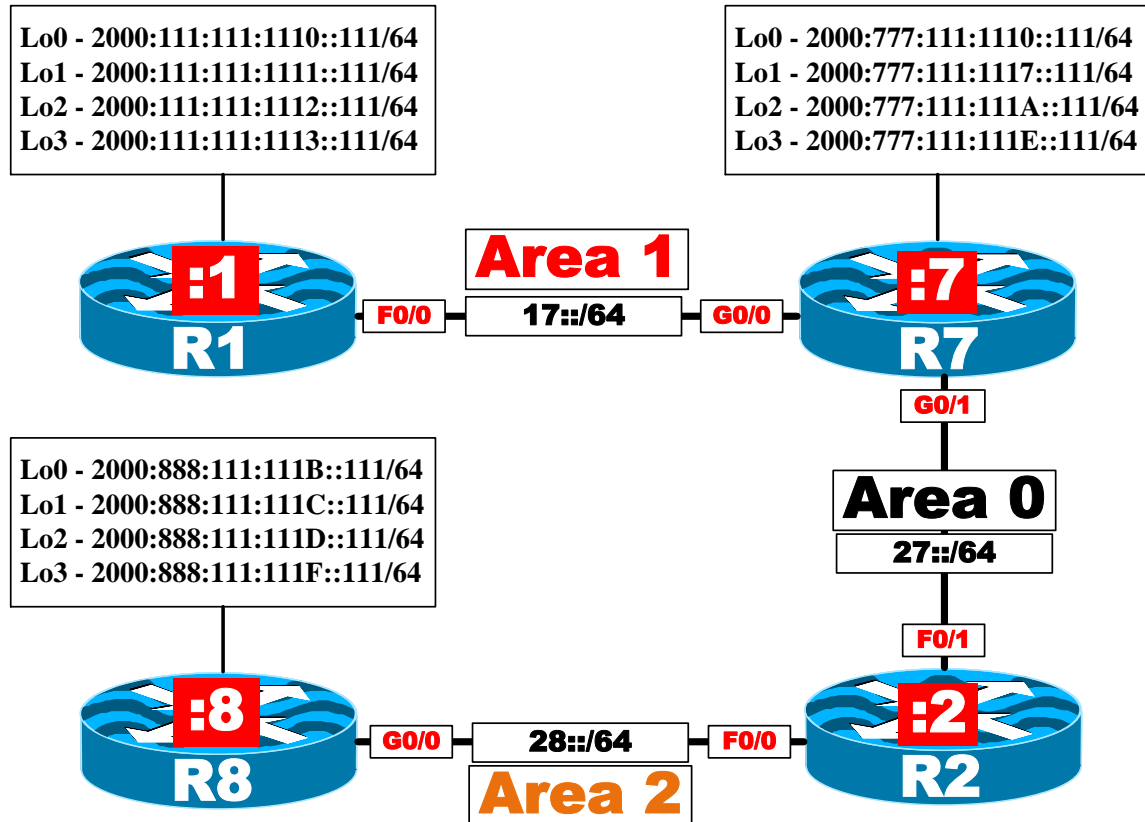 Lo0 - 2000:111:111:1110::111/64
Lo1 - 2000:111:111:1111::111/64
Lo2 - 2000:111:111:1112::111/64
Lo3 - 2000:111:111:1113::111/64
Lo0 - 2000:777:111:1110::111/64
Lo1 - 2000:777:111:1117::111/64
Lo2 - 2000:777:111:111A::111/64
Lo3 - 2000:777:111:111E::111/64
:1
R1
F0/0
Area 1
17::/64
G0/0
:7
R7
G0/1
Area 0
27::/64
F0/1
Lo0 - 2000:888:111:111B::111/64
Lo1 - 2000:888:111:111C::111/64
Lo2 - 2000:888:111:111D::111/64
Lo3 - 2000:888:111:111F::111/64
:8
R8
G0/0
28::/64
Area 2
F0/0
:2
R2